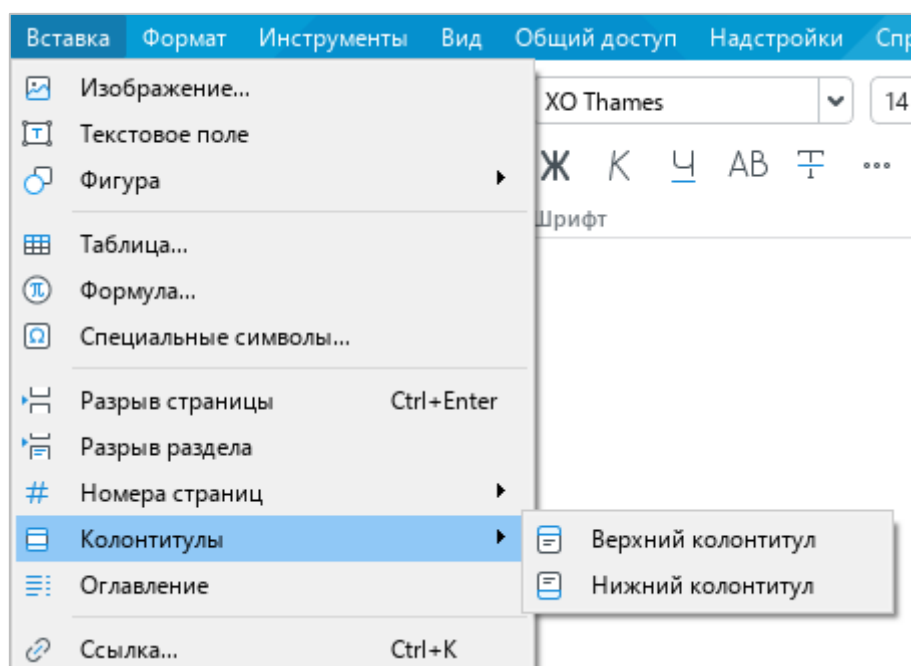 Вставка Формат Инструменты Вид Общий доступ Надстройки
Изображение...
XO Thames 14
Текстовое поле
Ж К Ч АВ Т
Фигура
Шрифт
Таблица...
Формула...
Специальные символы...
Разрыв страницы Ctrl+Enter
Разрыв раздела
Номера страниц
Колонтитулы
Верхний колонтитул
Оглавление
Нижний колонтитул
Ссылка... Ctrl+K